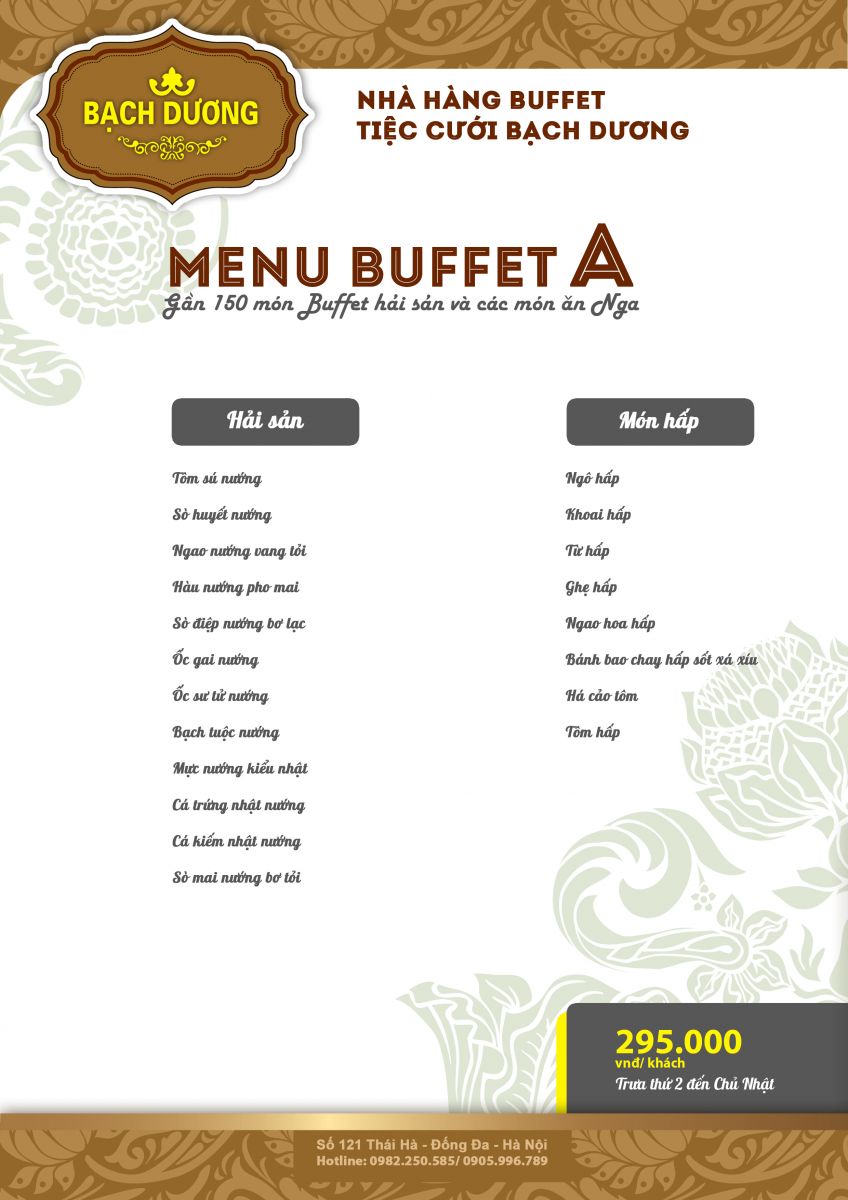 BẠCH DƯƠNG
NHÀ HÀNG BUFFET
TIỆC CƯỚI BẠCH DƯƠNG
MENU BUFFET A
Gần 150 món Buffet hải sản và các món ăn Nga
Hải sản
Tôm sú nướng
Sò huyết nướng
Ngao nướng vang tỏi
Hàu nướng pho mai
Sò điệp nướng bơ lạc
Ốc gai nướng
Ốc sư tử nướng
Bạch tuộc nướng
Mực nướng kiểu nhật
Cá trứng nhật nướng
Cá kiếm nhật nướng
Sò mai nướng bơ tỏi
Món hấp
Ngô hấp
Khoai hấp
Từ hấp
Ghẹ hấp
Ngao hoa hấp
Bánh bao chay hấp sốt xá xíu
Há cảo tôm
Tôm hấp
295.000
vnđ/ khách
Trưa thứ 2 đến Chủ Nhật
Số 121 Thái Hà - Đống Đa - Hà Nội
Hotline: 0982.250.585/ 0905.996.789